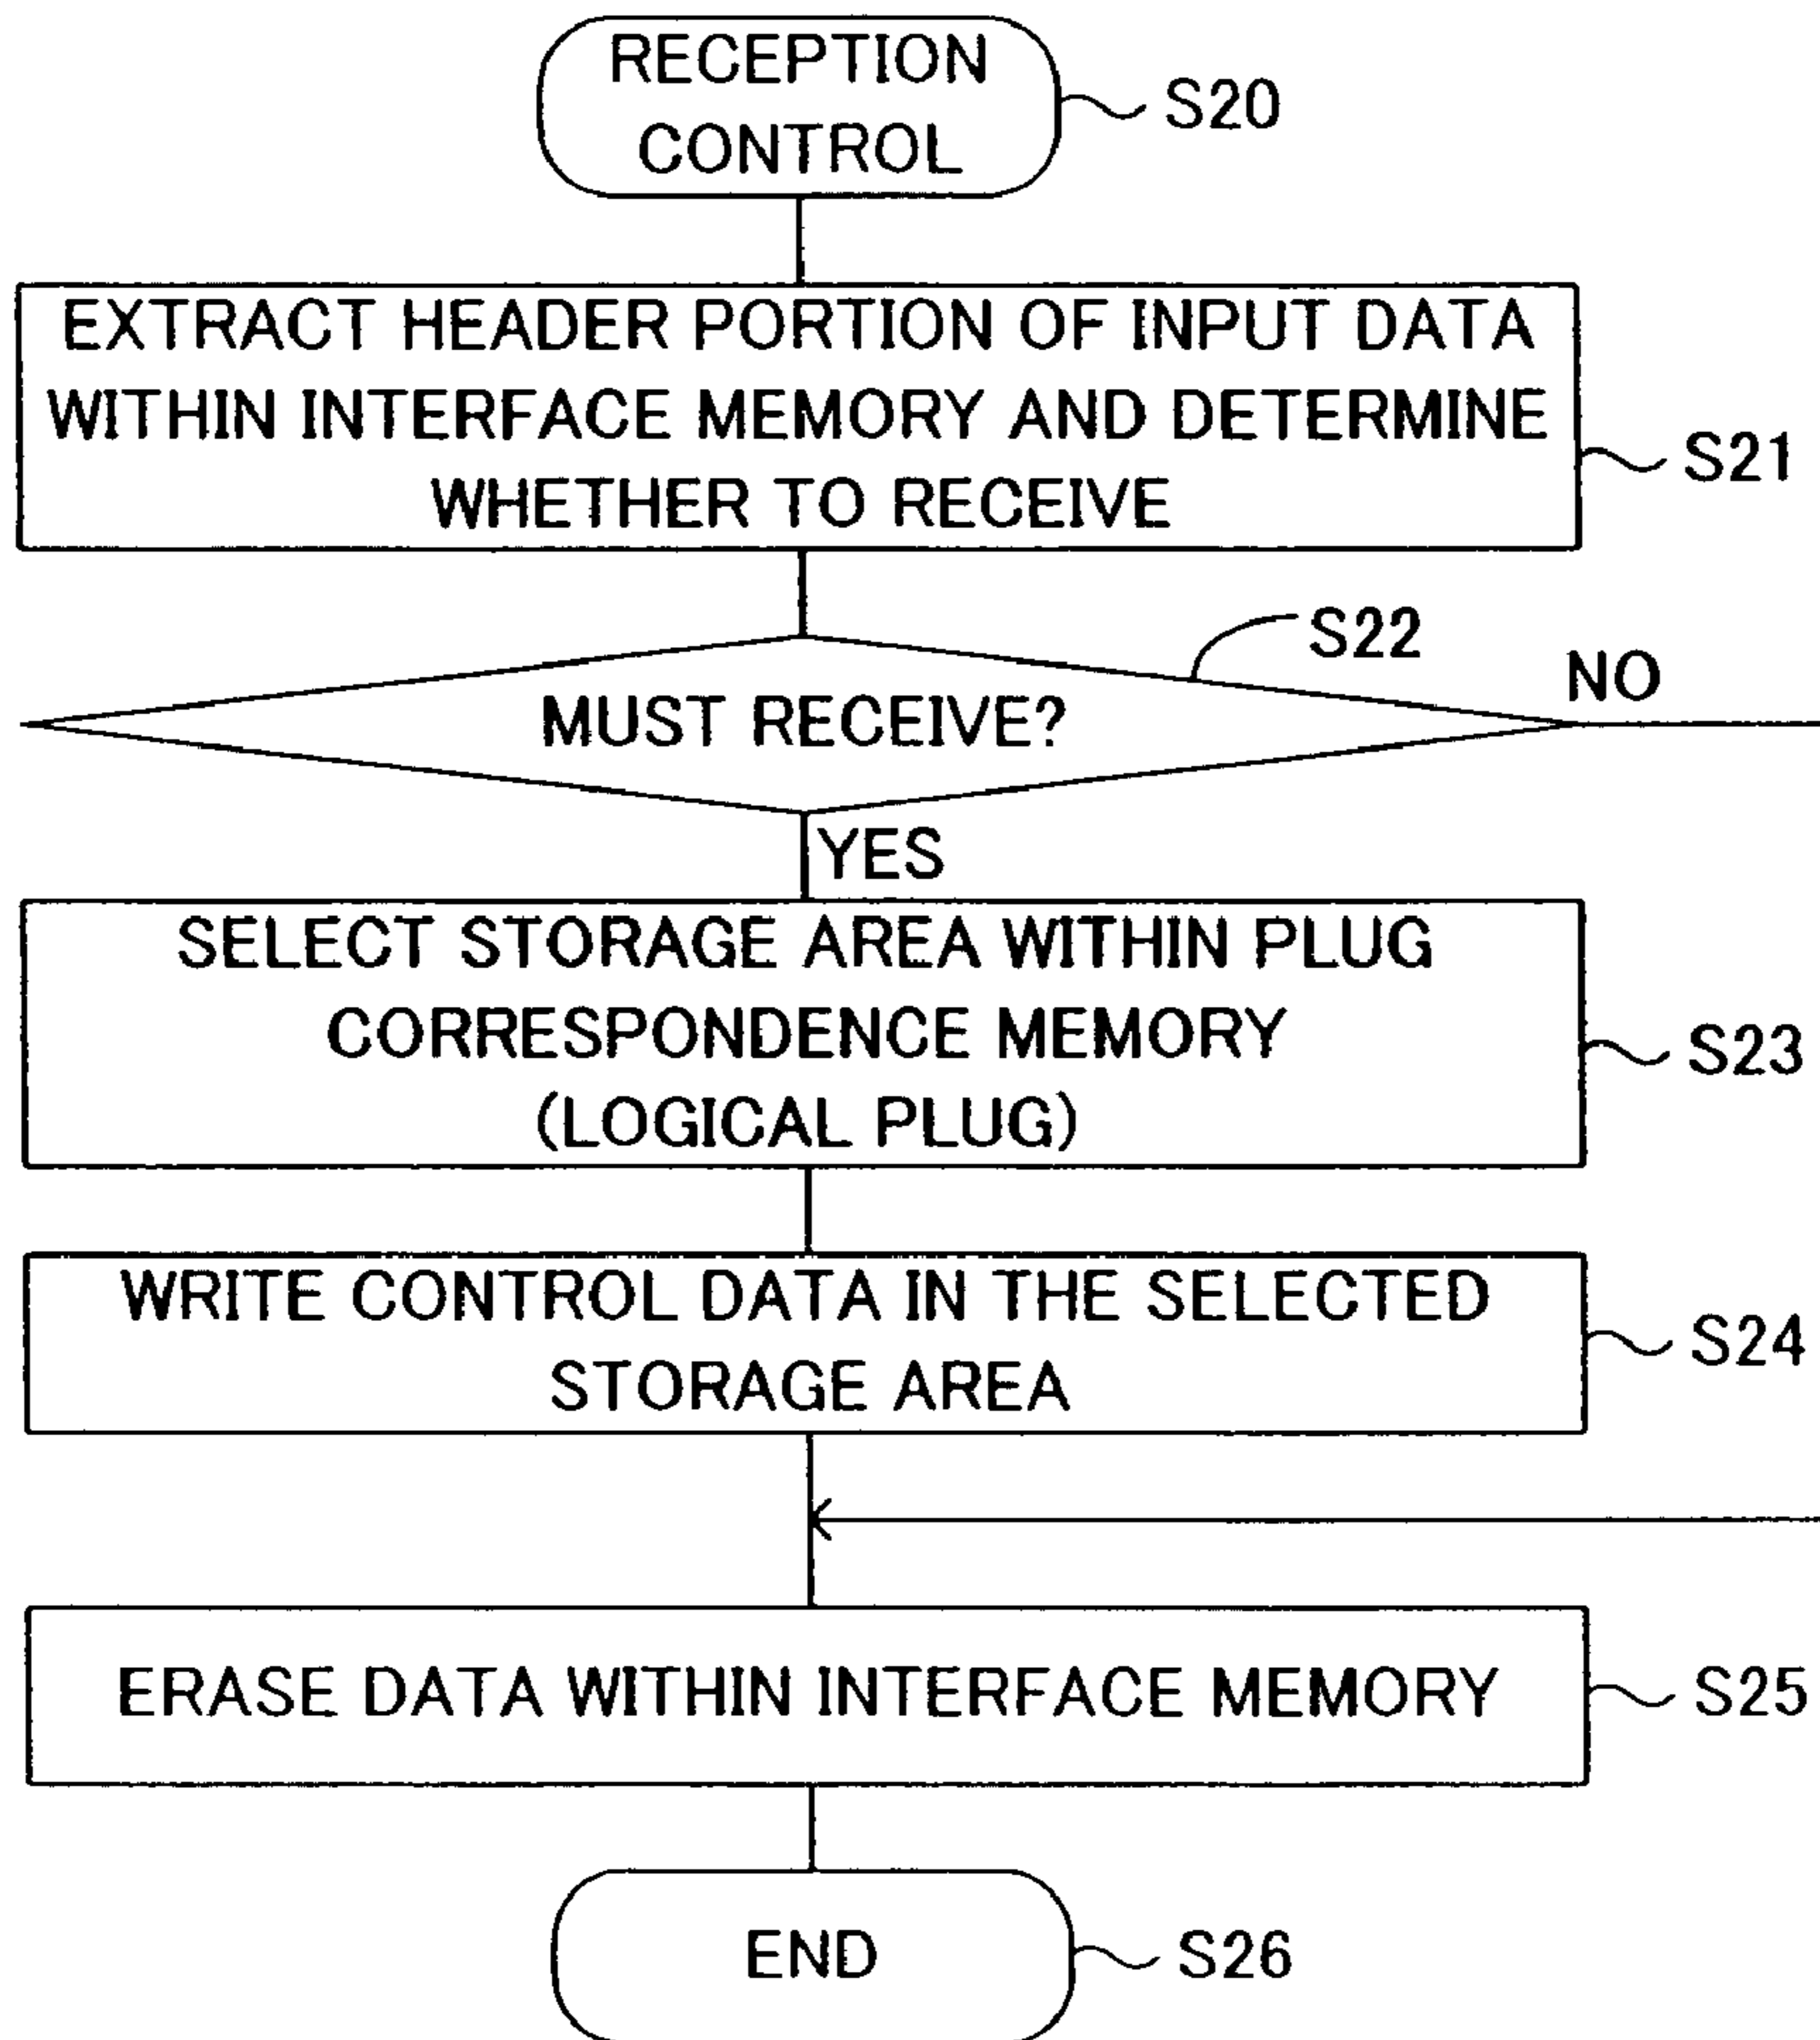 RECEPTION
CONTROL
S20
EXTRACT HEADER PORTION OF INPUT DATA
WITHIN INTERFACE MEMORY AND DETERMINE
WHETHER TO RECEIVE
S21
S22
NO
MUST RECEIVE?
YES
SELECT STORAGE AREA WITHIN PLUG
CORRESPONDENCE MEMORY
(LOGICAL PLUG)
S23
WRITE CONTROL DATA IN THE SELECTED
STORAGE AREA
S24
ERASE DATA WITHIN INTERFACE MEMORY
S25
END
S26